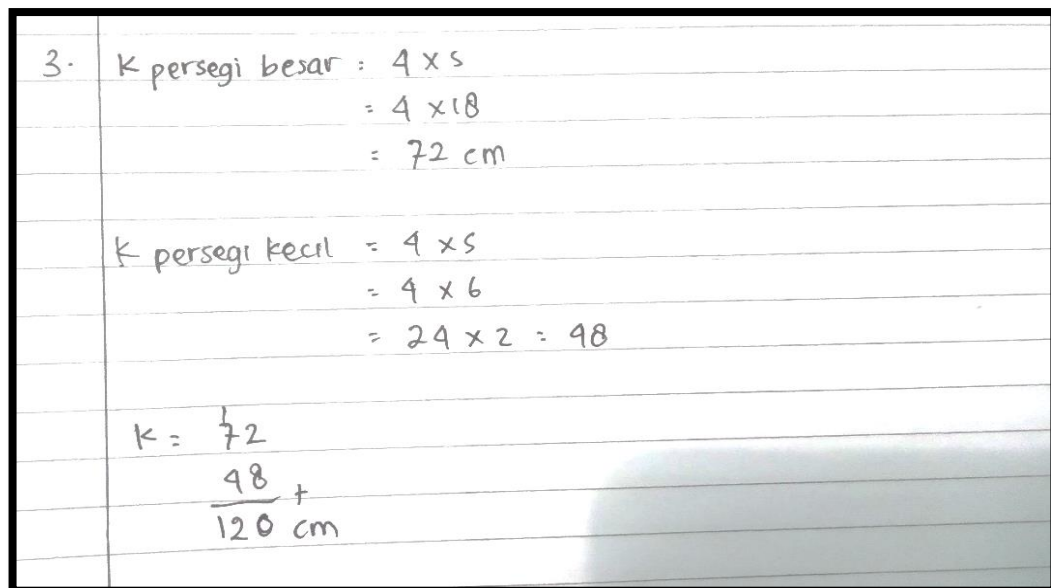 3. K persegi besar : 4 x s
= 4 x 18
= 72 cm
K persegi kecil = 4 x s
= 4 x 6
= 24 x 2 = 48
K = 1 72
48 +
120 cm